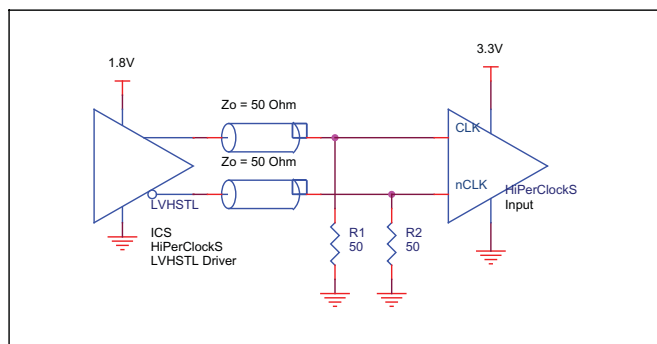 1.8V
3.3V
Zo = 50 Ohm
CLK
Zo = 50 Ohm
nCLK
HiPerClockS
Input
LVHSTL
ICS
HiPerClockS
LVHSTL Driver
R1
50
R2
50